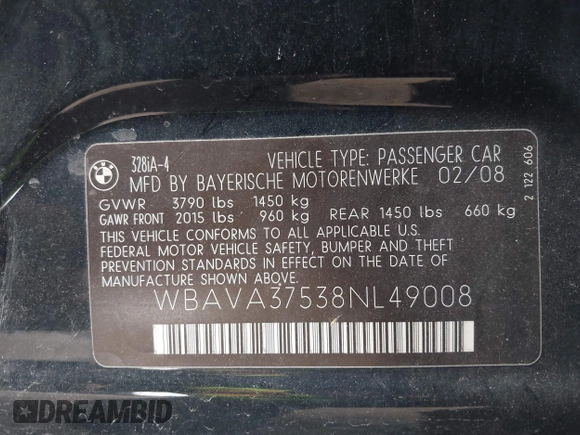 BMW
328iA-4 VEHICLE TYPE: PASSENGER CAR
MFD BY BAYERISCHE MOTORENWERKE 02/08
GVWR 3790 lbs 1450 kg
GAWR FRONT 2015 lbs 960 kg REAR 1450 lbs 660 kg
THIS VEHICLE CONFORMS TO ALL APPLICABLE U.S.
FEDERAL MOTOR VEHICLE SAFETY, BUMPER AND THEFT
PREVENTION STANDARDS IN EFFECT ON THE DATE OF
MANUFACTURE SHOWN ABOVE.
WBAVA37538NL49008
2 122 606
DREAMBID